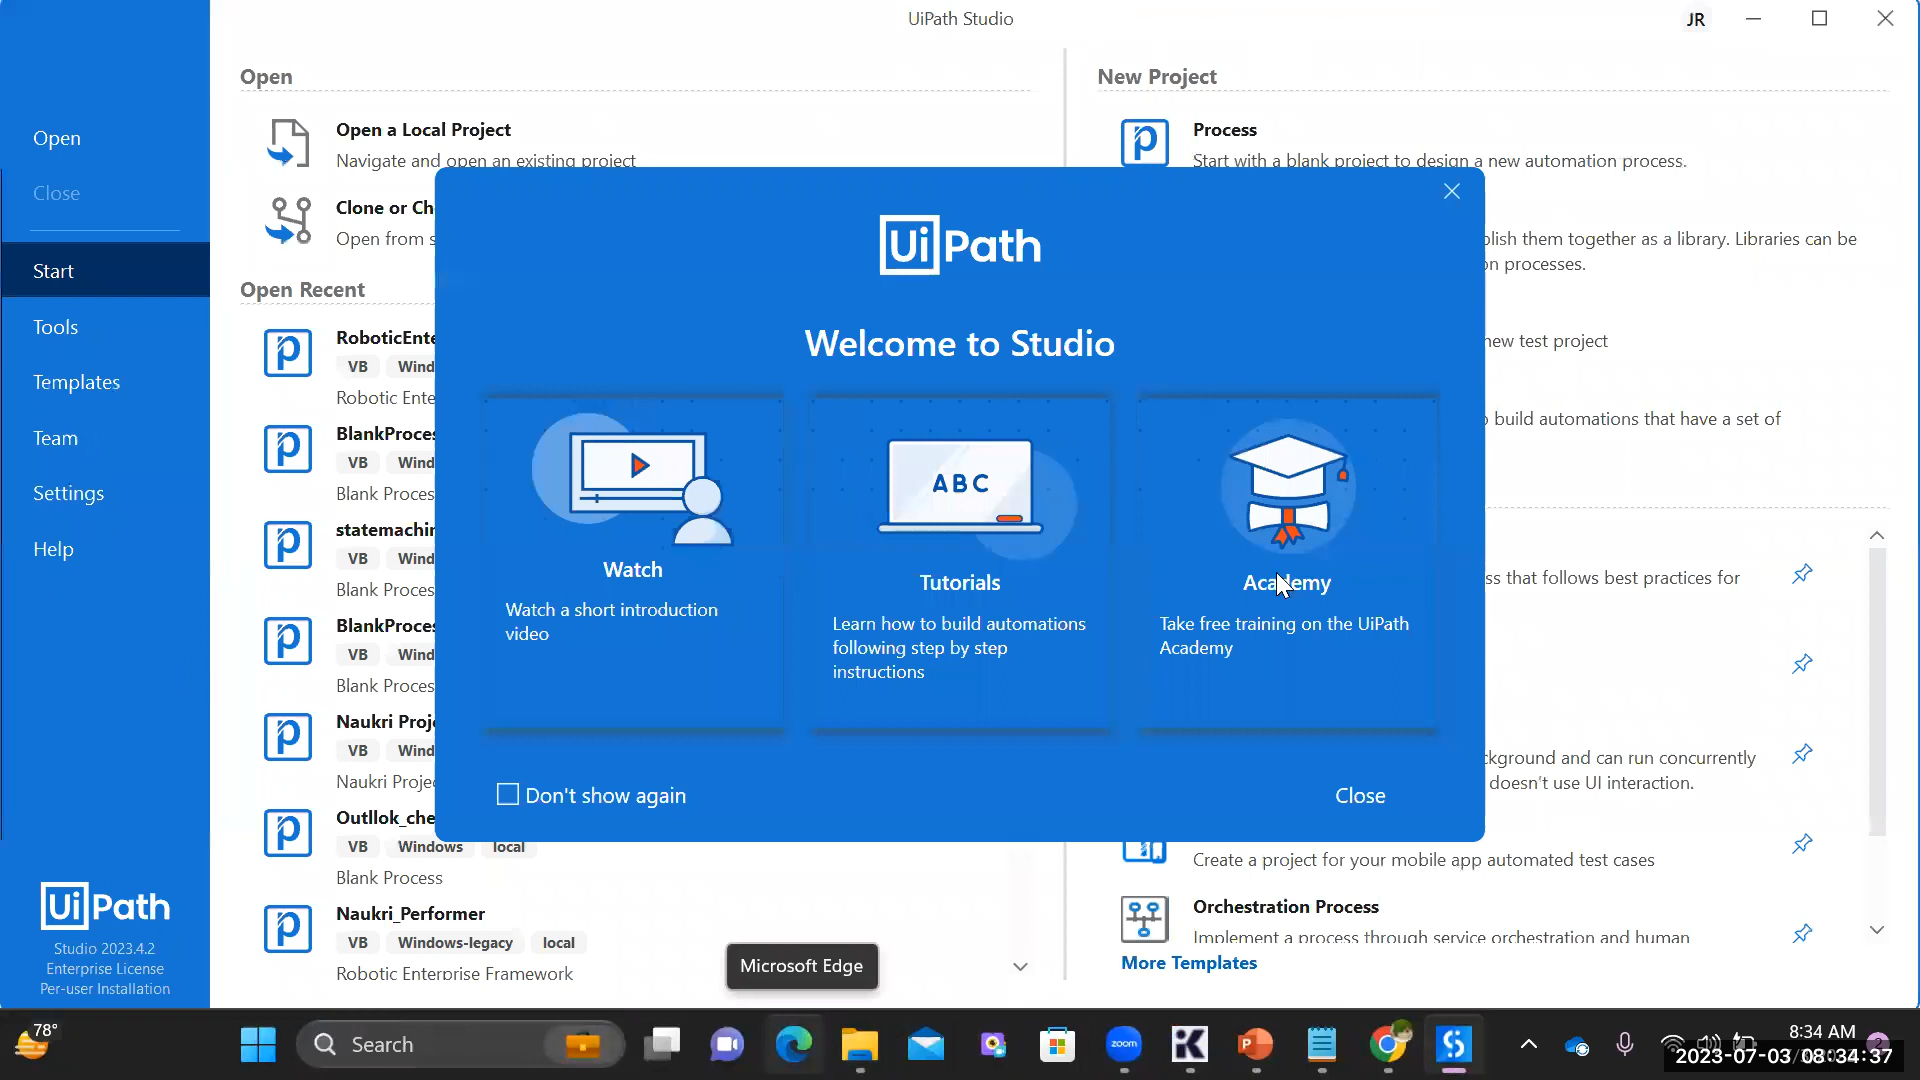 UiPath Studio
JR
Open
Close
Start
Tools
Templates
Team
Settings
Help
UiPath
Studio 2023.4.2
Enterprise License
Per-user Installation
Open
Open a Local Project
Navigate and open an existing project
Clone or Ch
Open from s
Open Recent
RoboticEnte
VB Wind
Robotic Ente
BlankProces
VB Wind
Blank Proces
statemachin
VB Wind
Blank Proces
BlankProces
VB Wind
Blank Proces
Naukri Proje
VB Wind
Naukri Projec
Outllok_che
VB Windows local
Blank Process
Naukri_Performer
VB Windows-legacy local
Robotic Enterprise Framework
New Project
Process
Start with a blank project to design a new automation process.
blish them together as a library. Libraries can be
on processes.
new test project
o build automations that have a set of
ss that follows best practices for
ckground and can run concurrently
doesn't use UI interaction.
Create a project for your mobile app automated test cases
Orchestration Process
Implement a process through service orchestration and human
More Templates
UiPath
Welcome to Studio
ABC
Watch
Watch a short introduction
video
Tutorials
Learn how to build automations
following step by step
instructions
Academy
Take free training on the UiPath
Academy
Don't show again
Close
Microsoft Edge
78°
Search
zoom
8:34 AM
2
2023-07-03 08:34:37